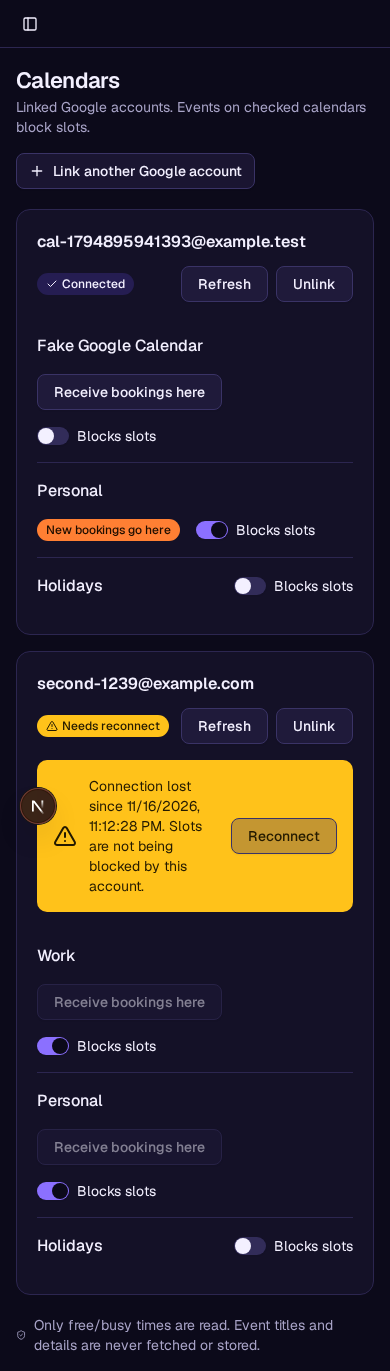 Calendars
Linked Google accounts. Events on checked calendars
block slots.
Link another Google account
cal-1794895941393@example.test
Connected
Refresh
Unlink
Fake Google Calendar
Receive bookings here
Blocks slots
Personal
New bookings go here
Blocks slots
Holidays
Blocks slots
second-1239@example.com
Needs reconnect
Refresh
Unlink
N
Connection lost
since 11/16/2026,
11:12:28 PM. Slots
are not being
blocked by this
account.
Reconnect
Work
Receive bookings here
Blocks slots
Personal
Receive bookings here
Blocks slots
Holidays
Blocks slots
Only free/busy times are read. Event titles and
details are never fetched or stored.